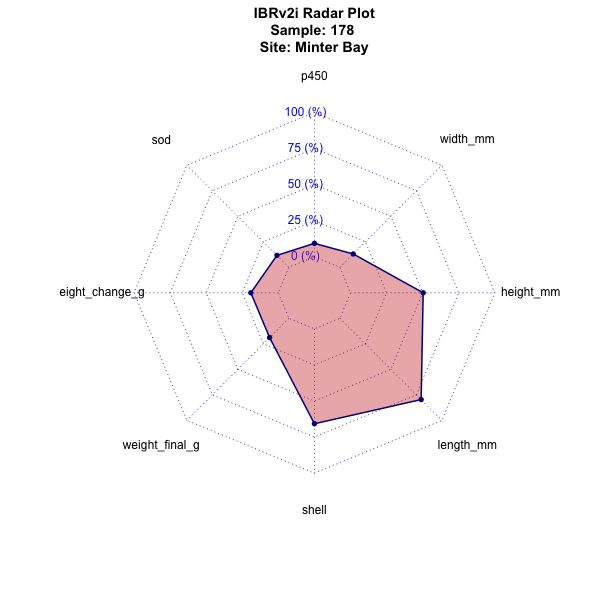 IBRv2i Radar Plot
Sample: 178
Site: Minter Bay
p450
100 (%)
sod
width_mm
75 (%)
50 (%)
25 (%)
0 (%)
eight_change_g
height_mm
weight_final_g
length_mm
shell